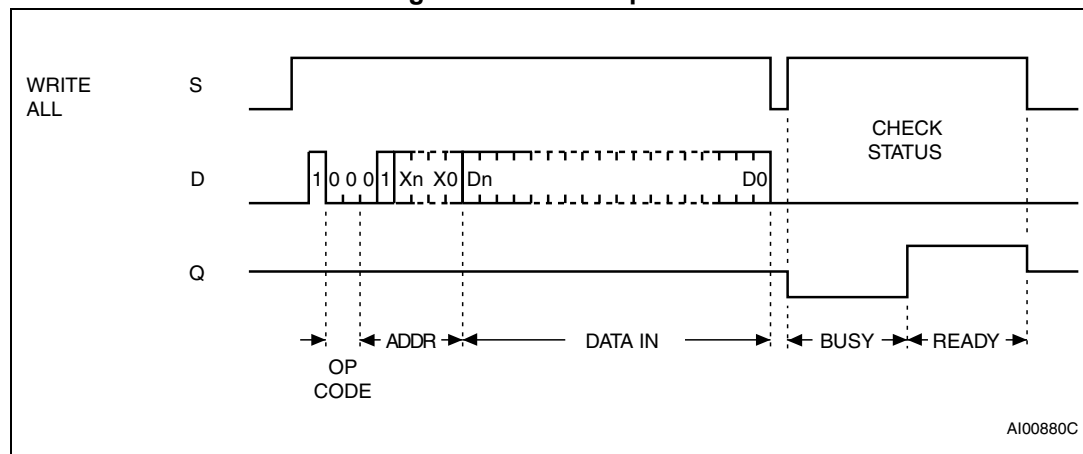 WRITE
ALL
S
CHECK
STATUS
D
1 0 0 0 1 Xn X0 Dn D0
Q
ADDR
DATA IN
BUSY
READY
OP
CODE
AI00880C